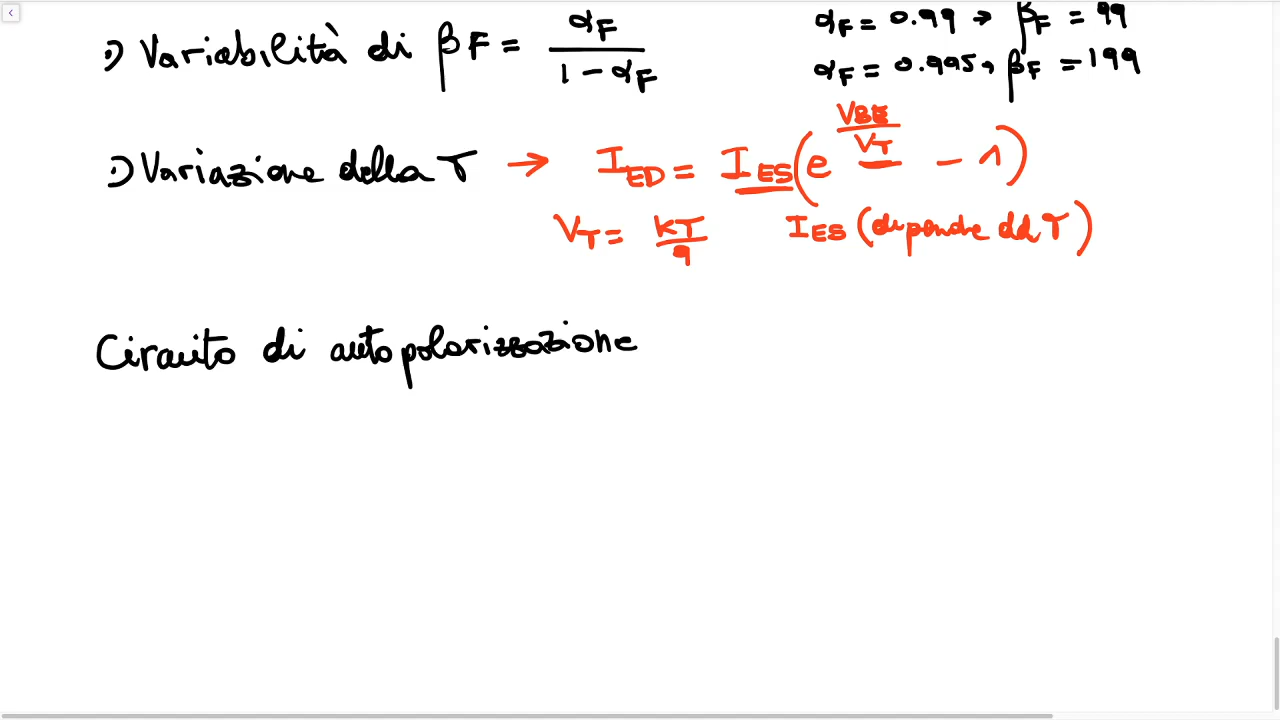 ·) Variabilità di βF = αF / (1 - αF)
αF = 0.99 → βF = 99
αF = 0.995 → βF = 199
·) Variazione della T → IED = IES (e^(VBE/VT) - 1)
VT = KT/q IES (dipende da T)
Circuito di autopolarizzazione